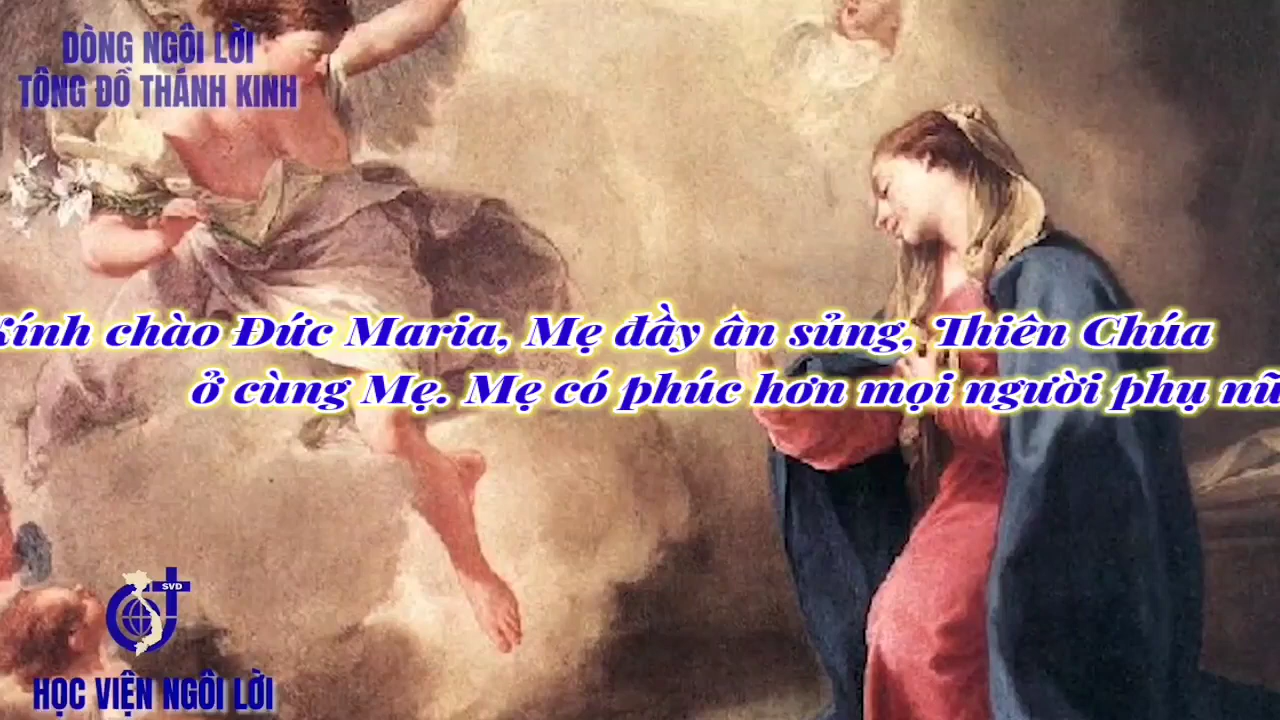 DÒNG NGÔI LỜI
TÔNG ĐỒ THÁNH KINH
Kính chào Đức Maria, Mẹ đầy ân sủng, Thiên Chúa
ở cùng Mẹ. Mẹ có phúc hơn mọi người phụ nữ
SVD
HỌC VIỆN NGÔI LỜI